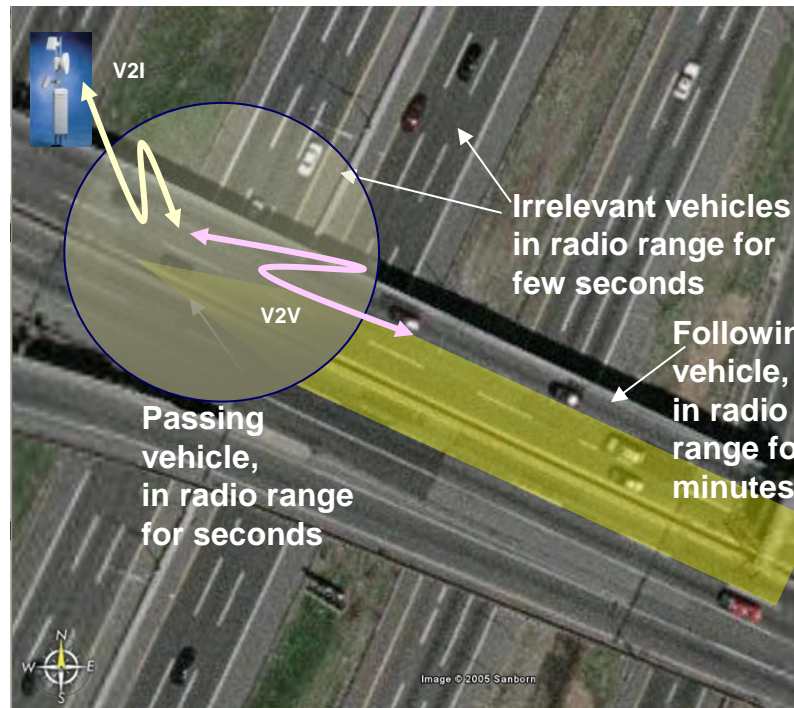 V2I
Irrelevant vehicles
in radio range for
few seconds
V2V
vehicle,
in radio
minutes
Passing
vehicle,
in radio range
for seconds
N
W
E
S
Image © 2005 Sanborn